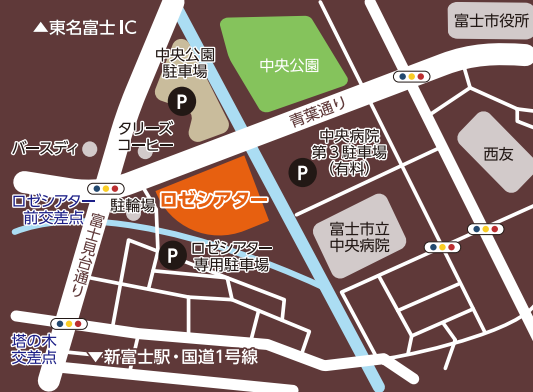 ▲東名富士IC
富士市役所
中央公園
駐車場
P
中央公園
青葉通り
タリーズ
コーヒー
バースディ
中央病院
第3駐車場
(有料)
P
西友
ロゼシアター
ロゼシアター
前交差点
駐輪場
富士見台通り
富士市立
中央病院
P
ロゼシアター
専用駐車場
塔の木
交差点
▼新富士駅・国道1号線